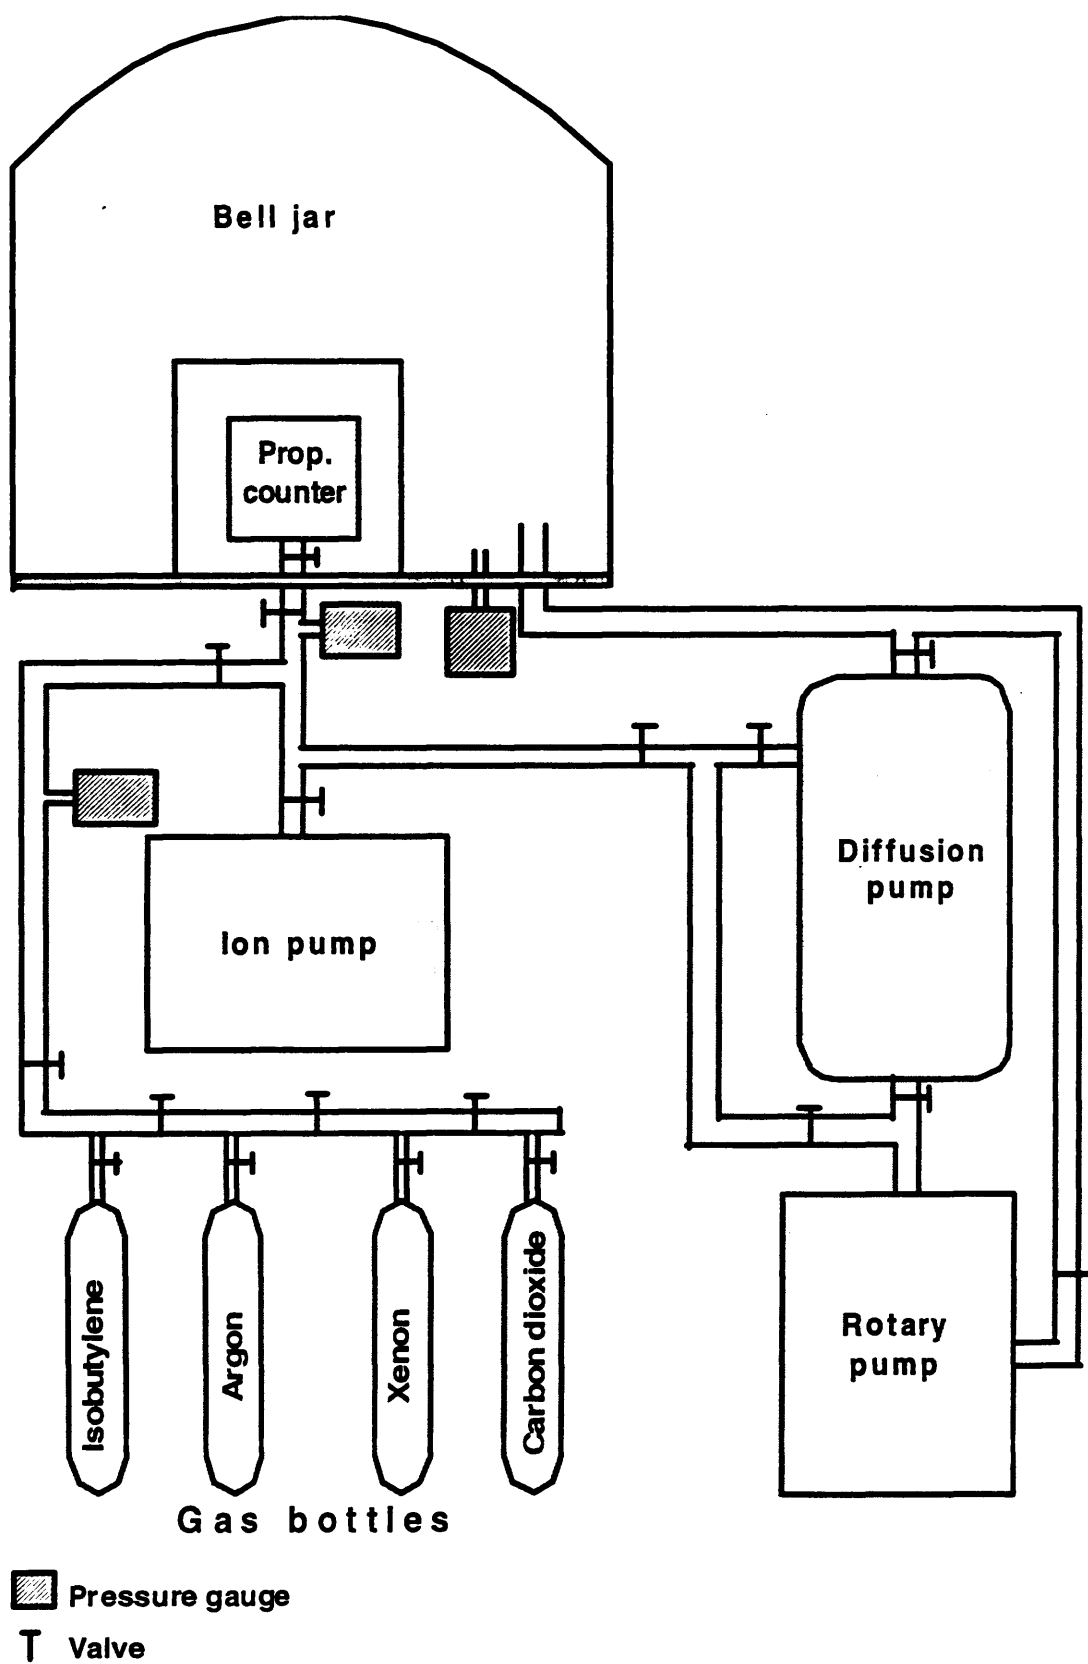 Bell jar
Prop.
counter
Diffusion
pump
Ion pump
Isobutylene
Argon
Xenon
Carbon dioxide
Rotary
pump
Gas bottles
Pressure gauge
Valve